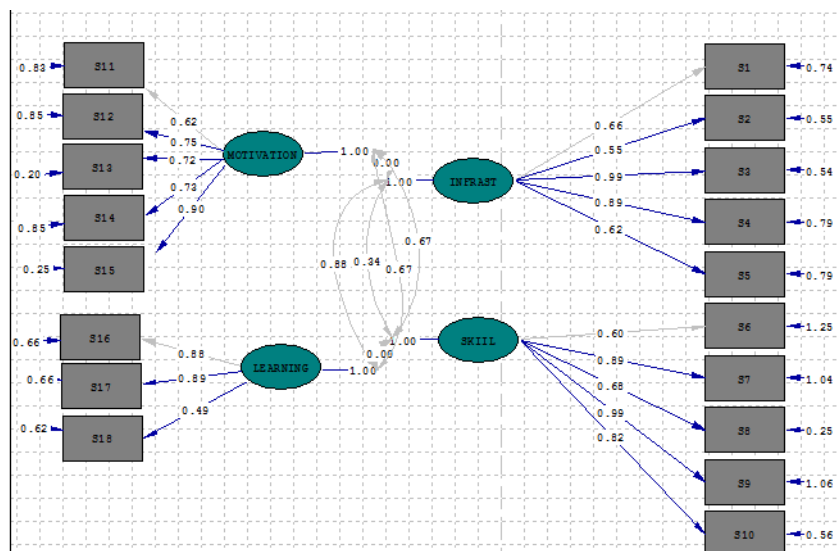 0.83 S11
0.85 S12
0.20 S13
0.85 S14
0.25 S15
0.66 S16
0.66 S17
0.62 S18
0.62
0.75
0.72
0.73
0.90
0.88
0.89
0.49
MOTIVATION
LEARNING
1.00
0.00
1.00
0.67
0.34
0.88
0.67
1.00
0.09
1.00
INFRAST
SKIIL
0.66
0.55
0.99
0.89
0.62
0.60
0.89
0.68
0.99
0.82
S1 0.74
S2 0.55
S3 0.54
S4 0.79
S5 0.79
S6 1.25
S7 1.04
S8 0.25
S9 1.06
S10 0.56